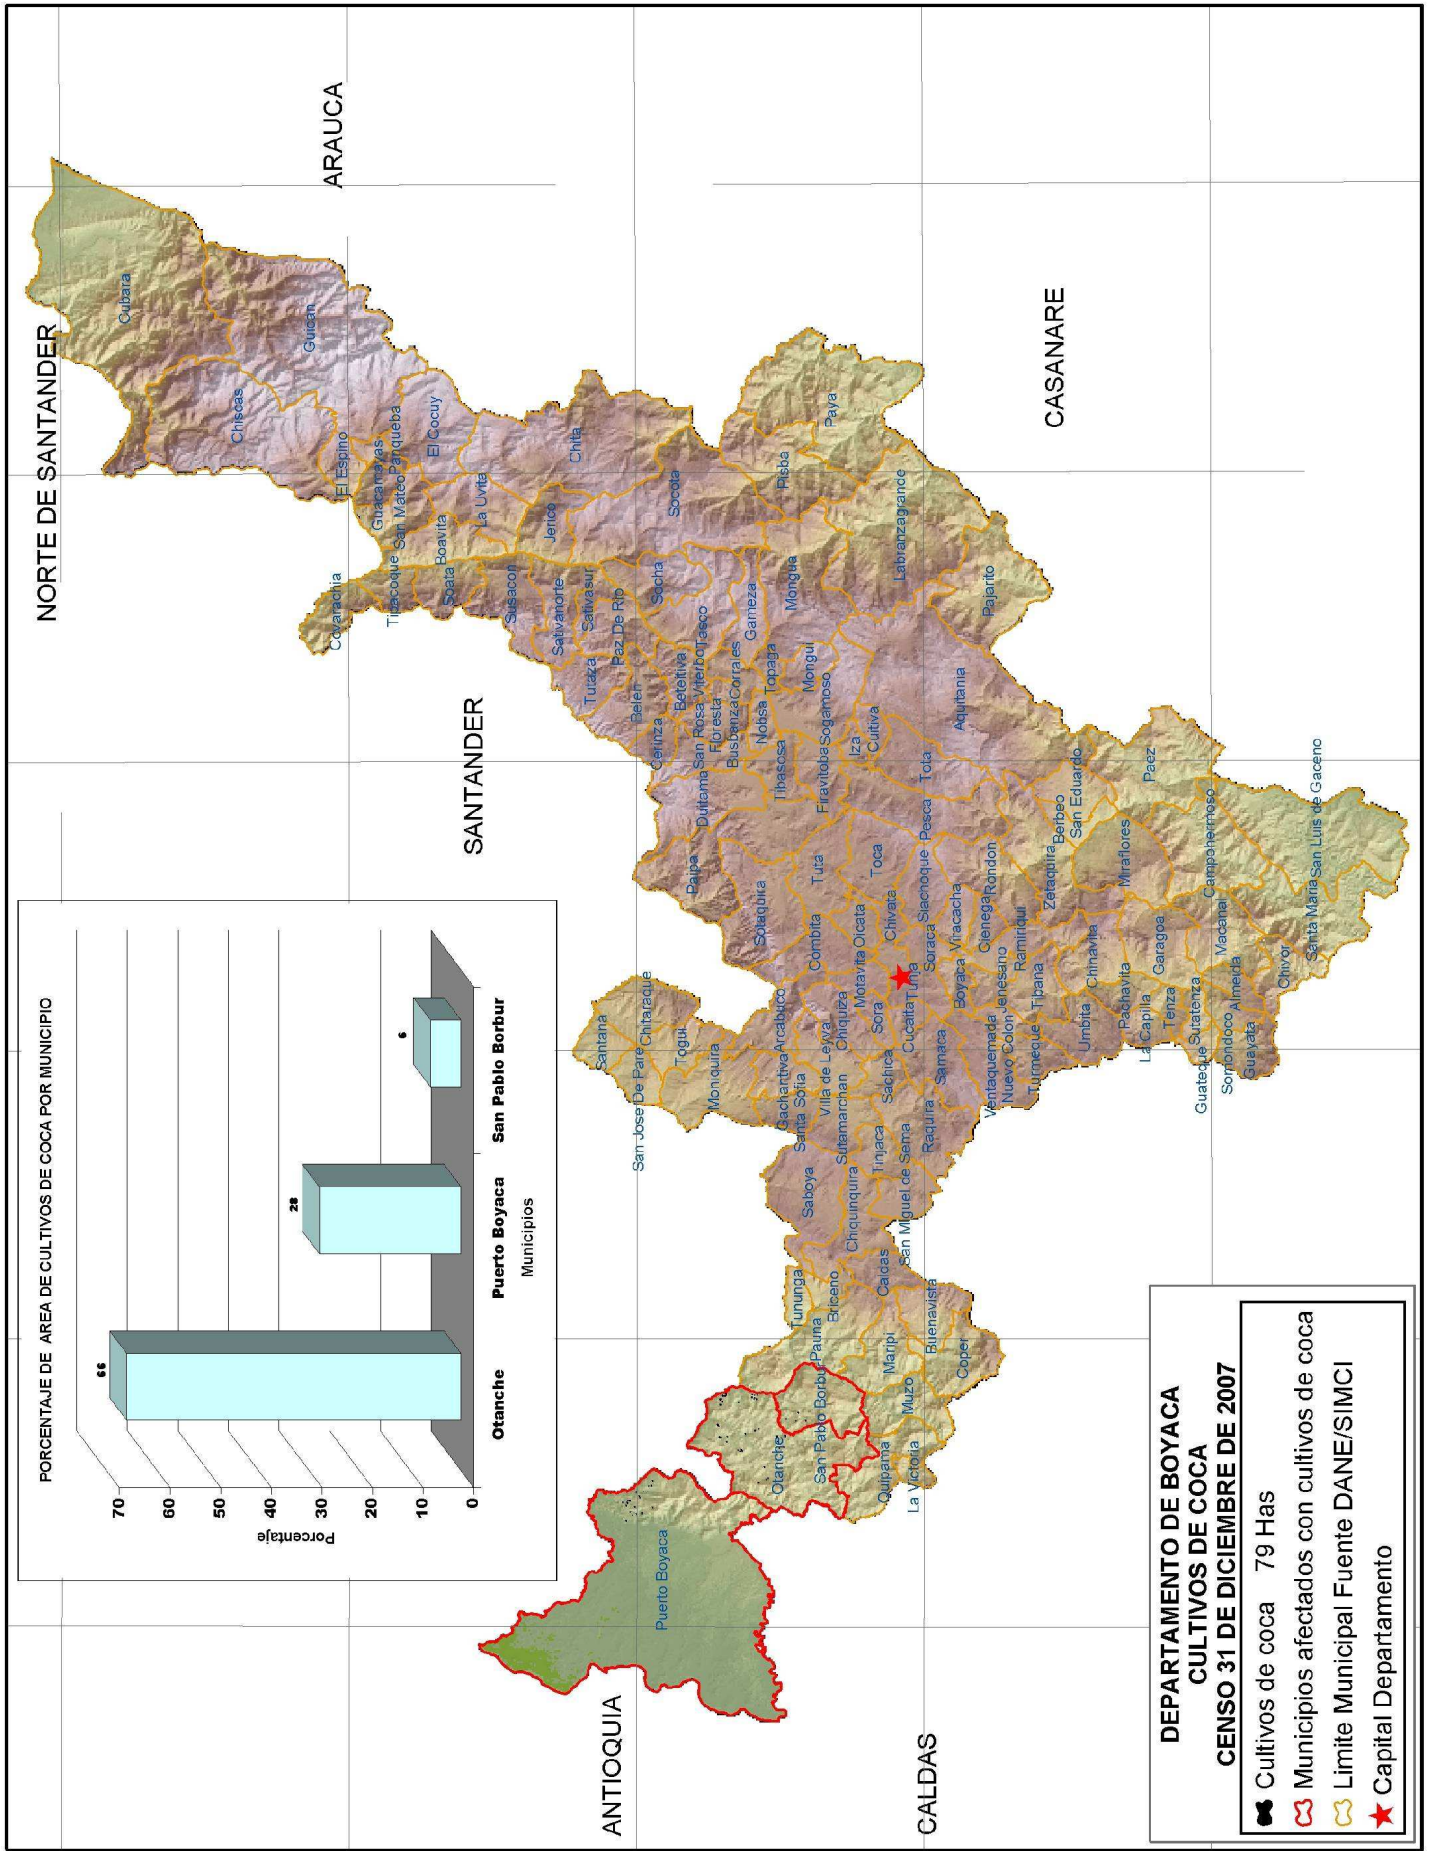 NORTE DE SANTANDER
ARAUCA
SANTANDER
CASANARE
ANTIOQUIA
CALDAS
PORCENTAJE DE AREA DE CULTIVOS DE COCA POR MUNICIPIO
Porcentaje
70
60
50
40
30
20
10
0
66
28
6
Otanche
Puerto Boyaca
San Pablo Borbur
Municipios
Cubara
Guican
Chiscas
El Espino
Guacamayas
Panqueba
San Mateo
El Cocuy
Covarachia
Tipacoque
Boavita
La Uvita
Soata
Chita
Jerico
Susacon
Sativanorte
Sativasur
Socota
Tutaza
Paz De Rio
Socha
Belen
Beteitiva
Tasco
Cerinza
San Rosa Viterbo
Floresta
Busbanza
Corrales
Gameza
Mongua
Pisba
Paya
Labranzagrande
Pajarito
Duitama
Nobsa
Topaga
Mongui
Tibasosa
Firavitoba
Sogamoso
Iza
Cuitiva
Aquitania
Tota
Paipa
Sotaquira
Tuta
Toca
Siachoque
Pesca
Combita
Oicata
Motavita
Chivata
Tunja
Soraca
Viracacha
Cienega
Rondon
Boyaca
Jenesano
Ramiriqui
Tibana
Zetaquira
Berbeo
San Eduardo
Paez
Miraflores
Campohermoso
San Luis de Gaceno
Santa Maria
Chinavita
Garagoa
Macanal
Umbita
Pachavita
La Capilla
Tenza
Sutatenza
Guateque
Somondoco
Almeida
Chivor
Guayata
Santana
Chitaraque
San Jose De Pare
Togui
Moniquira
Arcabuco
Gachantiva
Santa Sofia
Villa de Leyva
Chiquiza
Sora
Cucaita
Sutamarchan
Sachica
Samaca
Ventaquemada
Nuevo Colon
Turmeque
Tinjaca
Raquira
San Miguel de Sema
Saboya
Chiquinquira
Caldas
Tununga
Briceno
Pauna
Maripi
Buenavista
Coper
Muzo
San Pablo Borbur
Otanche
Quipama
La Victoria
Puerto Boyaca
DEPARTAMENTO DE BOYACA
CULTIVOS DE COCA
CENSO 31 DE DICIEMBRE DE 2007
Cultivos de coca 79 Has
Municipios afectados con cultivos de coca
Limite Municipal Fuente DANE/SIMCI
Capital Departamento